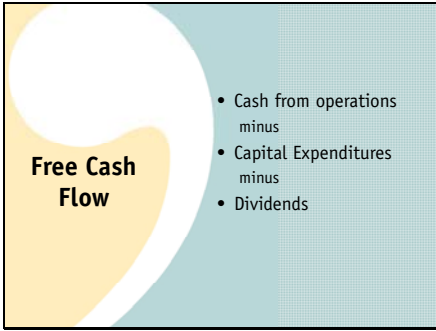 Free Cash
Flow
• Cash from operations
minus
• Capital Expenditures
minus
• Dividends